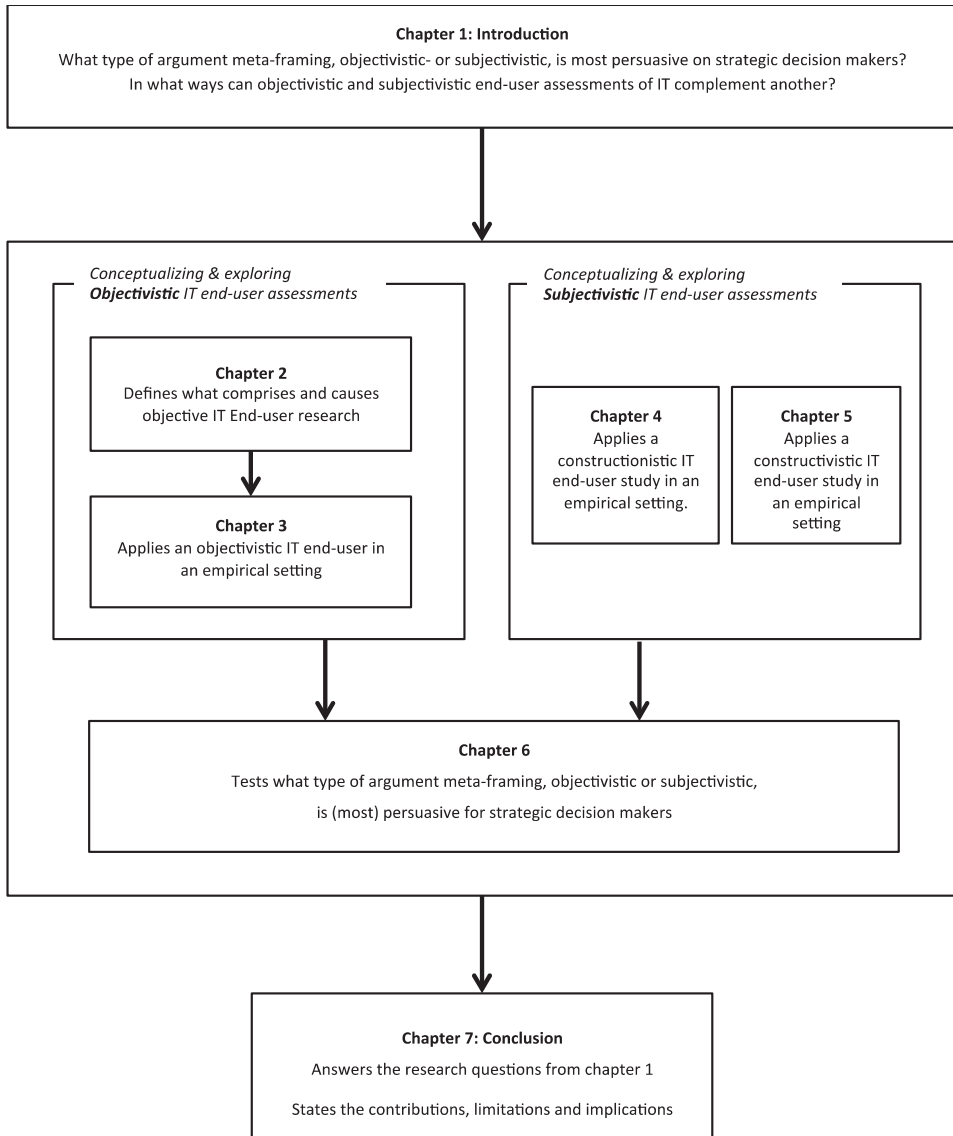 Chapter 1: Introduction
What type of argument meta-framing, objectivistic- or subjectivistic, is most persuasive on strategic decision makers?
In what ways can objectivistic and subjectivistic end-user assessments of IT complement another?
Conceptualizing & exploring
Objectivistic IT end-user assessments
Chapter 2
Defines what comprises and causes
objective IT End-user research
Chapter 3
Applies an objectivistic IT end-user in
an empirical setting
Conceptualizing & exploring
Subjectivistic IT end-user assessments
Chapter 4
Applies a
constructionistic IT
end-user study in an
empirical setting.
Chapter 5
Applies a
constructivistic IT
end-user study in
an empirical
setting
Chapter 6
Tests what type of argument meta-framing, objectivistic or subjectivistic,
is (most) persuasive for strategic decision makers
Chapter 7: Conclusion
Answers the research questions from chapter 1
States the contributions, limitations and implications